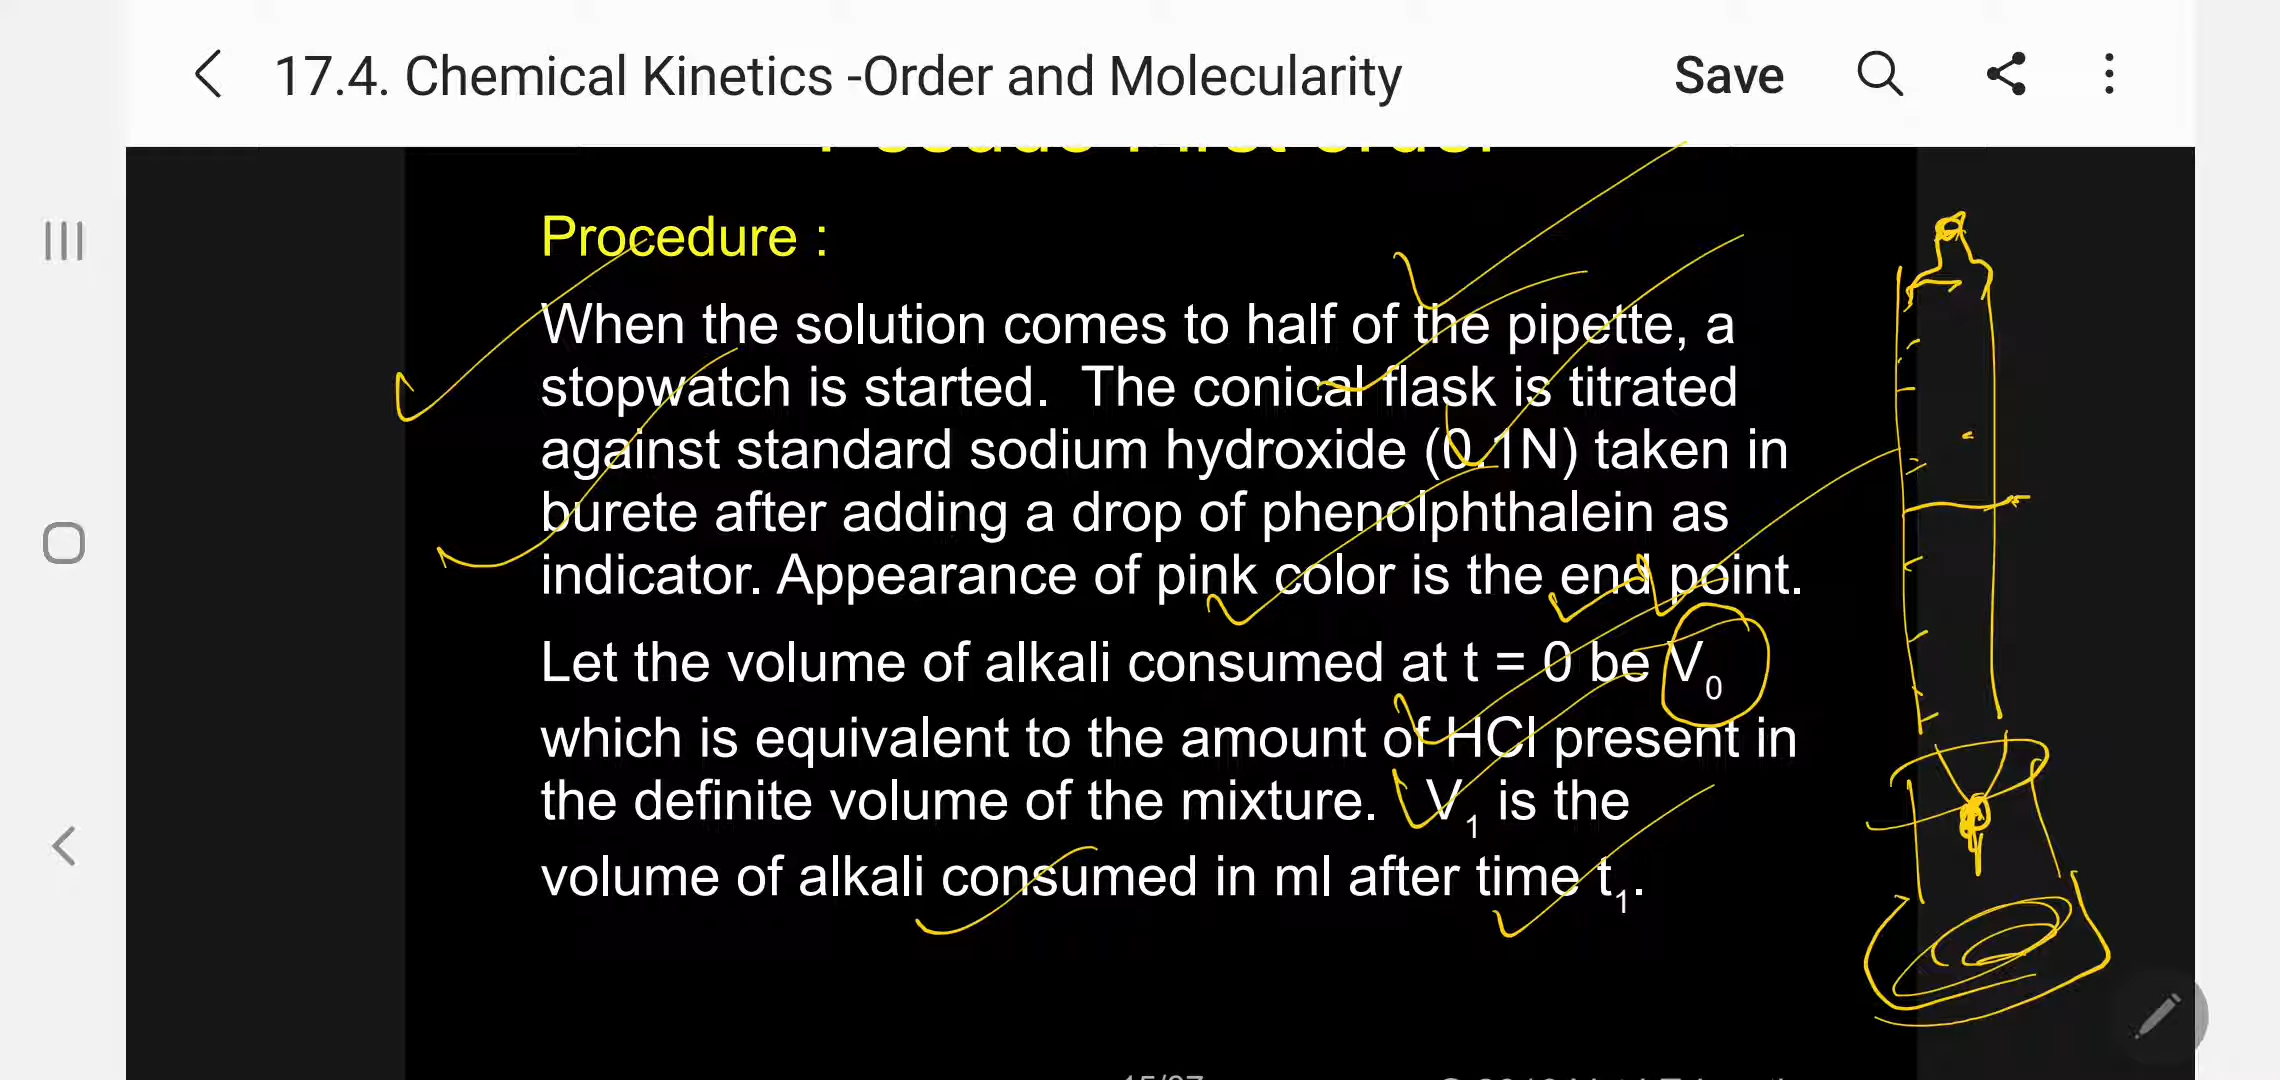 17.4. Chemical Kinetics -Order and Molecularity
Save
Procedure :
When the solution comes to half of the pipette, a
stopwatch is started. The conical flask is titrated
against standard sodium hydroxide (0.1N) taken in
burete after adding a drop of phenolphthalein as
indicator. Appearance of pink color is the end point.
Let the volume of alkali consumed at t = 0 be V₀
which is equivalent to the amount of HCl present in
the definite volume of the mixture. V₁ is the
volume of alkali consumed in ml after time t₁.